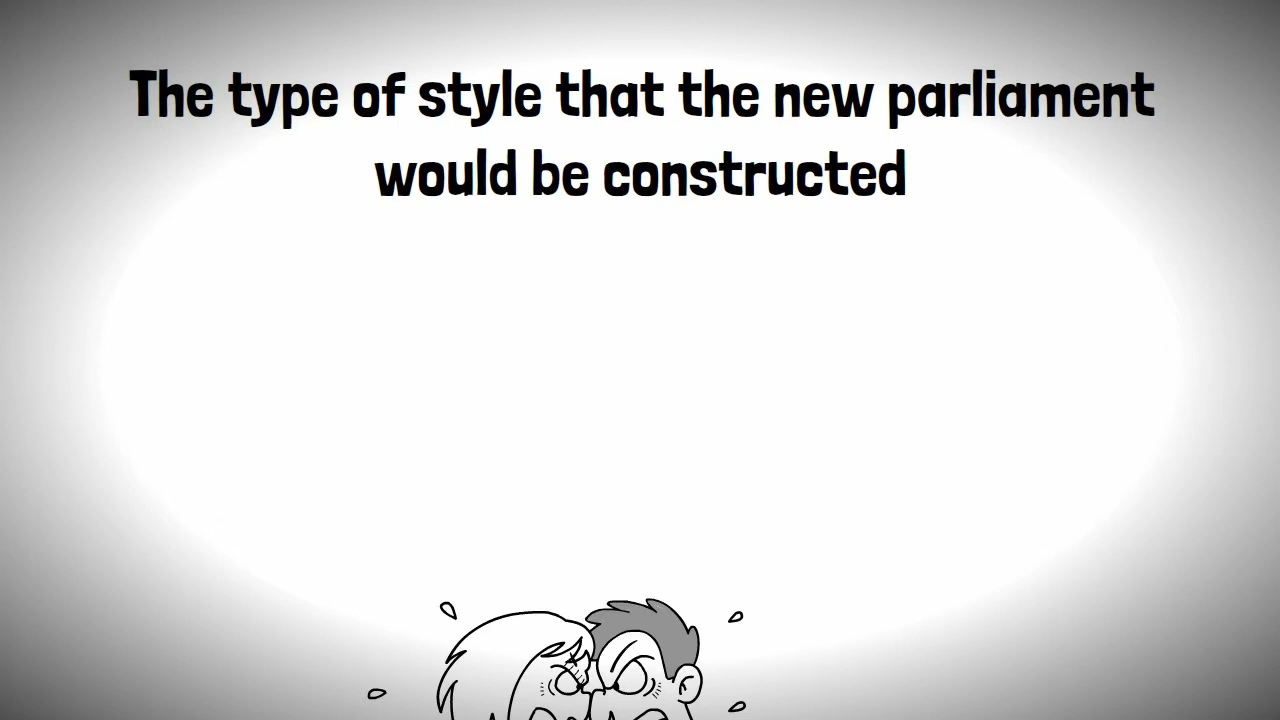 The type of style that the new parliament
would be constructed